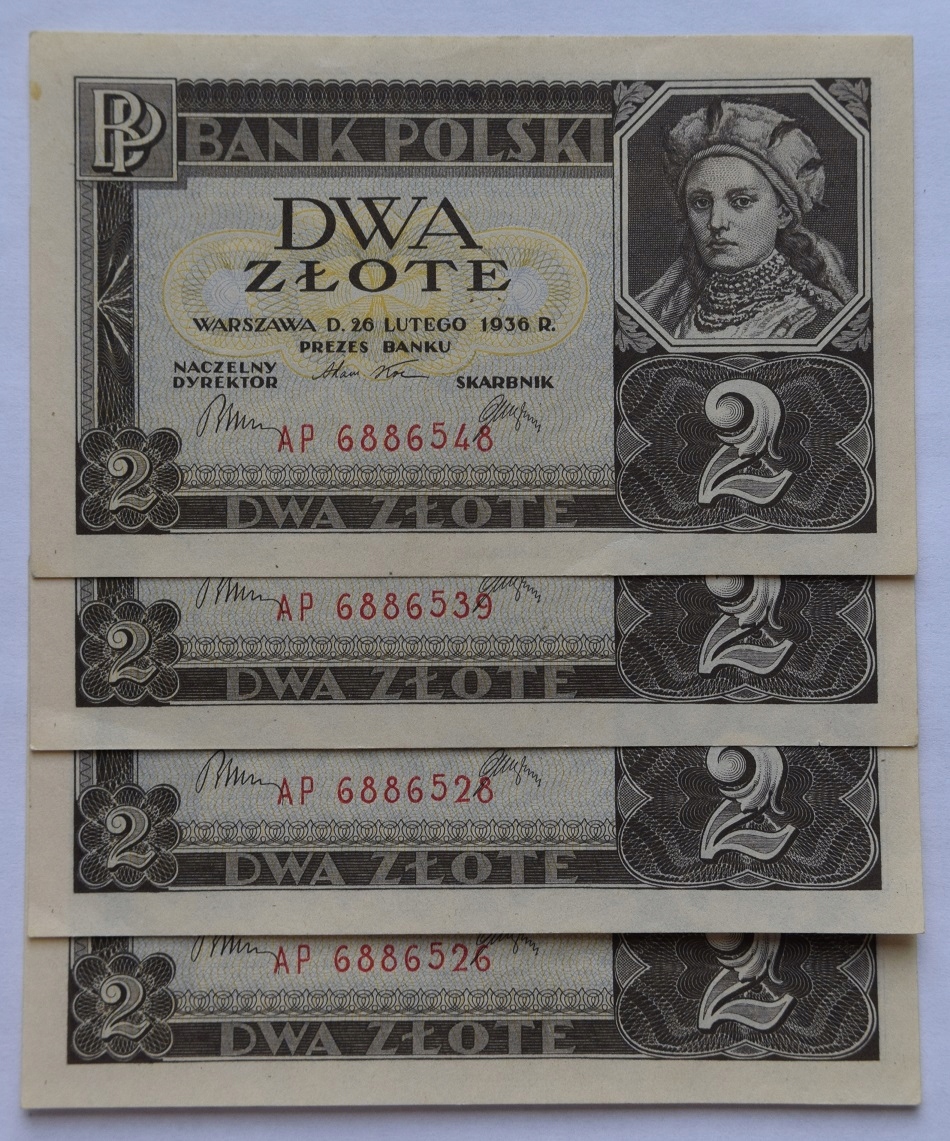 BP
BANK POLSKI
DWA
ZŁOTE
WARSZAWA D. 26 LUTEGO 1936 R.
PREZES BANKU
NACZELNY
DYREKTOR
Adam Koc
SKARBNIK
AP 6886548
2
2
DWA ZŁOTE
AP 6886539
2
2
DWA ZŁOTE
AP 6886528
2
2
DWA ZŁOTE
AP 6886526
2
2
DWA ZŁOTE